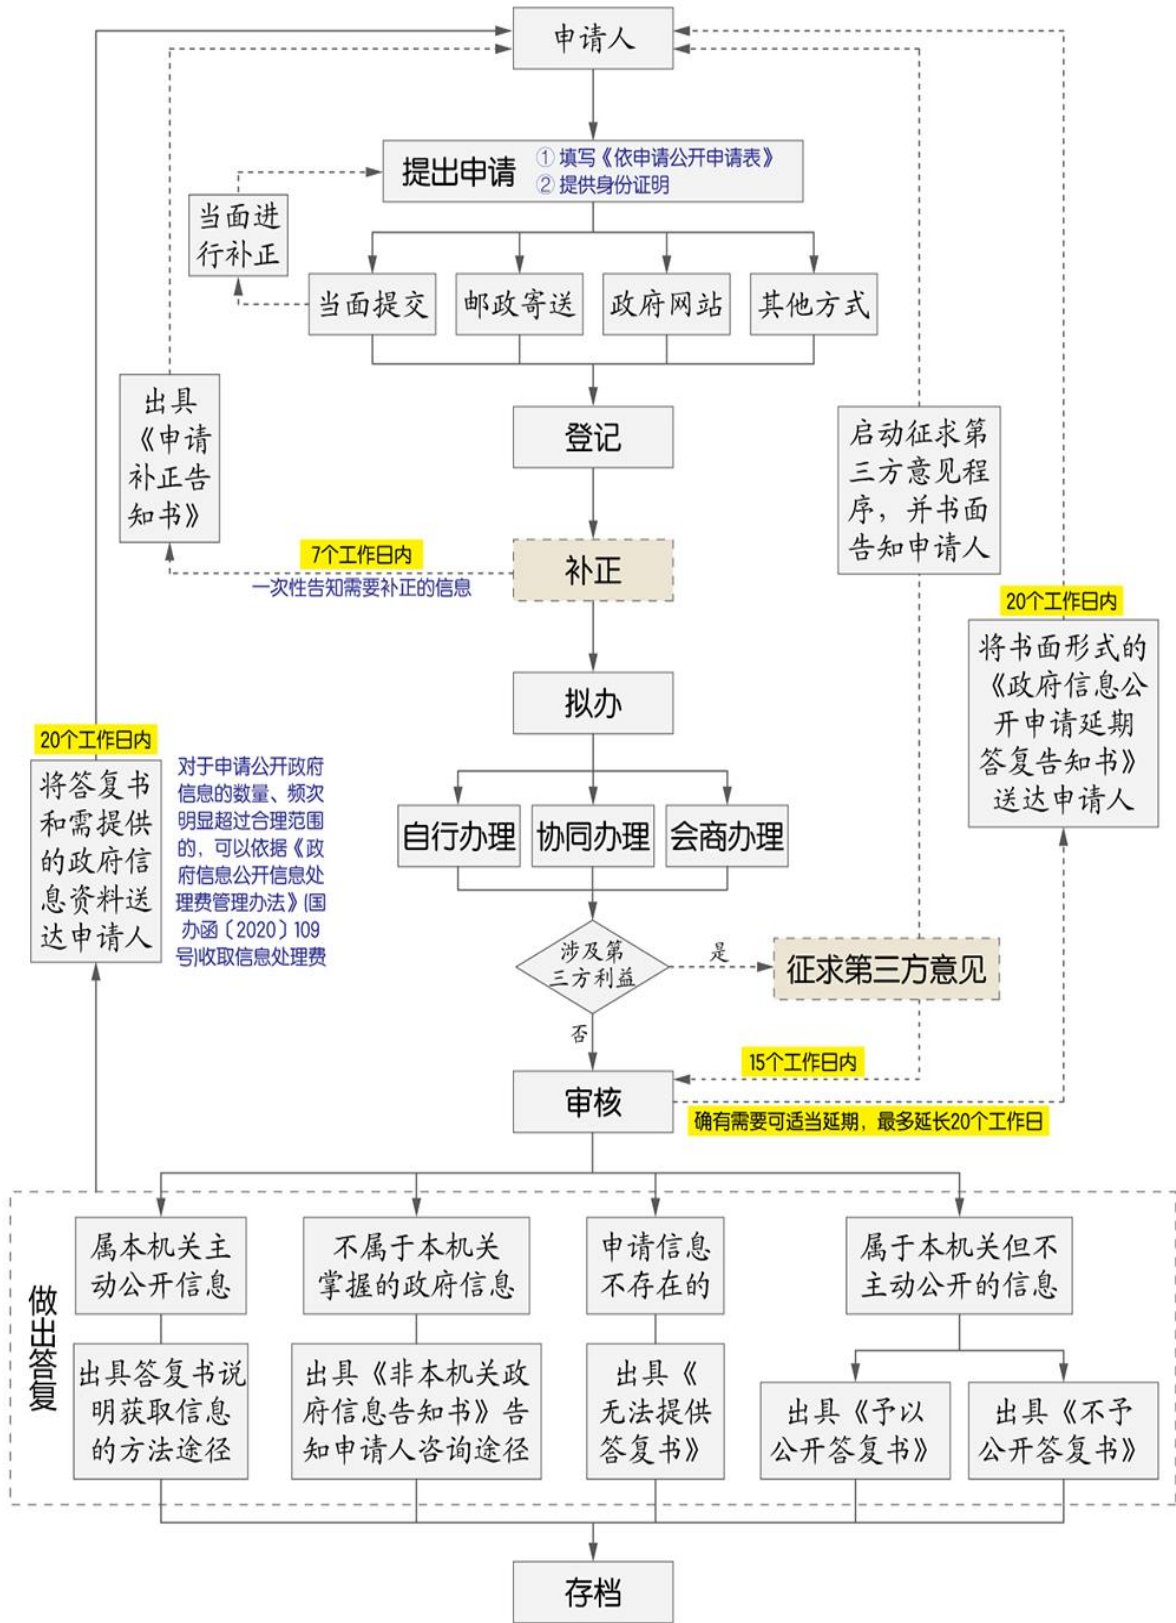 申请人
提出申请
① 填写《依申请公开申请表》
② 提供身份证明
当面进
行补正
当面提交
邮政寄送
政府网站
其他方式
出具
《申请
补正告
知书》
登记
启动征求第
三方意见程
序，并书面
告知申请人
7个工作日内
一次性告知需要补正的信息
补正
20个工作日内
将书面形式的
《政府信息公
开申请延期
答复告知书》
送达申请人
拟办
20个工作日内
将答复书
和需提供
的政府信
息资料送
达申请人
对于申请公开政府
信息的数量、频次
明显超过合理范围
的，可以依据《政
府信息公开信息处
理费管理办法》(国
办函〔2020〕109
号)收取信息处理费
自行办理
协同办理
会商办理
涉及第
三方利益
是
征求第三方意见
否
15个工作日内
审核
确有需要可适当延期，最多延长20个工作日
做出答复
属本机关主
动公开信息
不属于本机关
掌握的政府信息
申请信息
不存在的
属于本机关但不
主动公开的信息
出具答复书说
明获取信息
的方法途径
出具《非本机关政
府信息告知书》告
知申请人咨询途径
出具《
无法提供
答复书》
出具《予以
公开答复书》
出具《不予
公开答复书》
存档